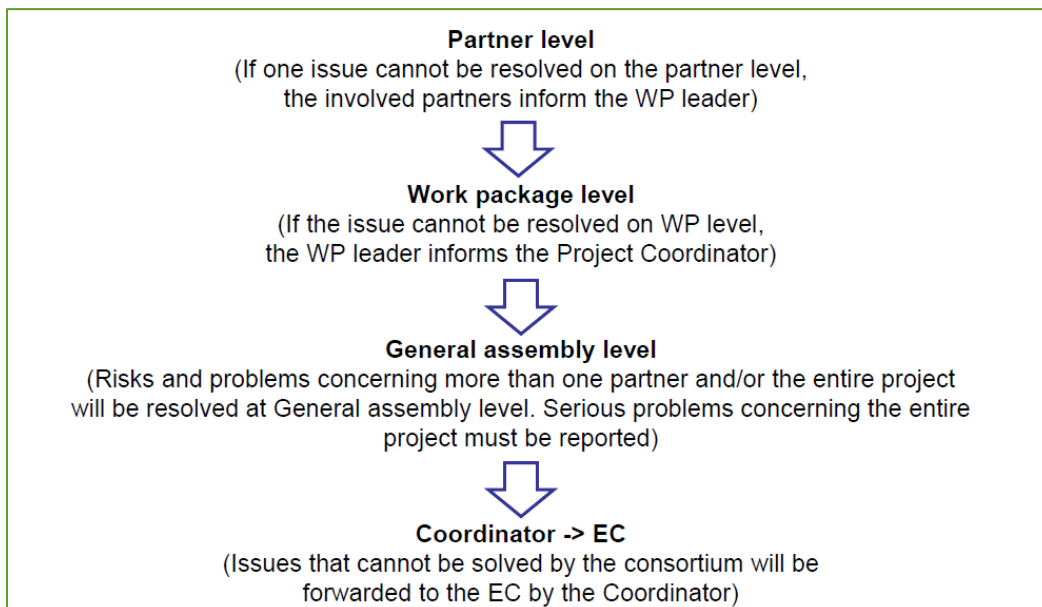 Partner level
(If one issue cannot be resolved on the partner level,
the involved partners inform the WP leader)
Work package level
(If the issue cannot be resolved on WP level,
the WP leader informs the Project Coordinator)
General assembly level
(Risks and problems concerning more than one partner and/or the entire project
will be resolved at General assembly level. Serious problems concerning the entire
project must be reported)
Coordinator -> EC
(Issues that cannot be solved by the consortium will be
forwarded to the EC by the Coordinator)